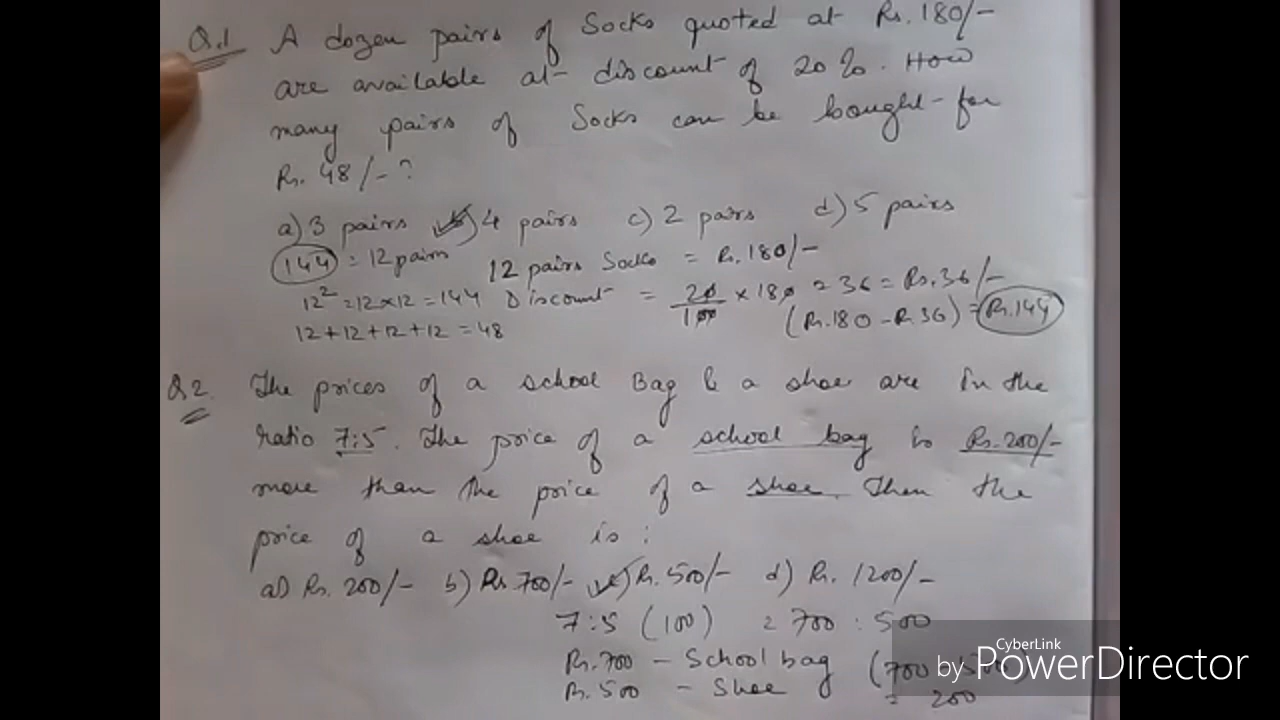 Q.1 A dozen pairs of Socks quoted at Rs. 180/-
are available at discount of 20%. How
many pairs of Socks can be bought for
Rs. 48/-?
a) 3 pairs b) 4 pairs c) 2 pairs d) 5 pairs
144 = 12 pairs 12 pairs Socks = Rs. 180/-
12² = 12 x 12 = 144 Discount = 20/100 x 180 = 36 = Rs. 36/-
12 + 12 + 12 + 12 = 48 (Rs. 180 - Rs. 36) = Rs. 144
Q2. The prices of a school Bag & a shoe are in the
ratio 7:5. The price of a school bag is Rs. 200/-
more than the price of a shoe. Then the
price of a shoe is:
a) Rs. 200/- b) Rs. 700/- c) Rs. 500/- d) Rs. 1200/-
7:5 (100) = 700 : 500
Rs. 700 - School bag (700 - 500)
Rs. 500 - Shoe = 200
CyberLink
by PowerDirector